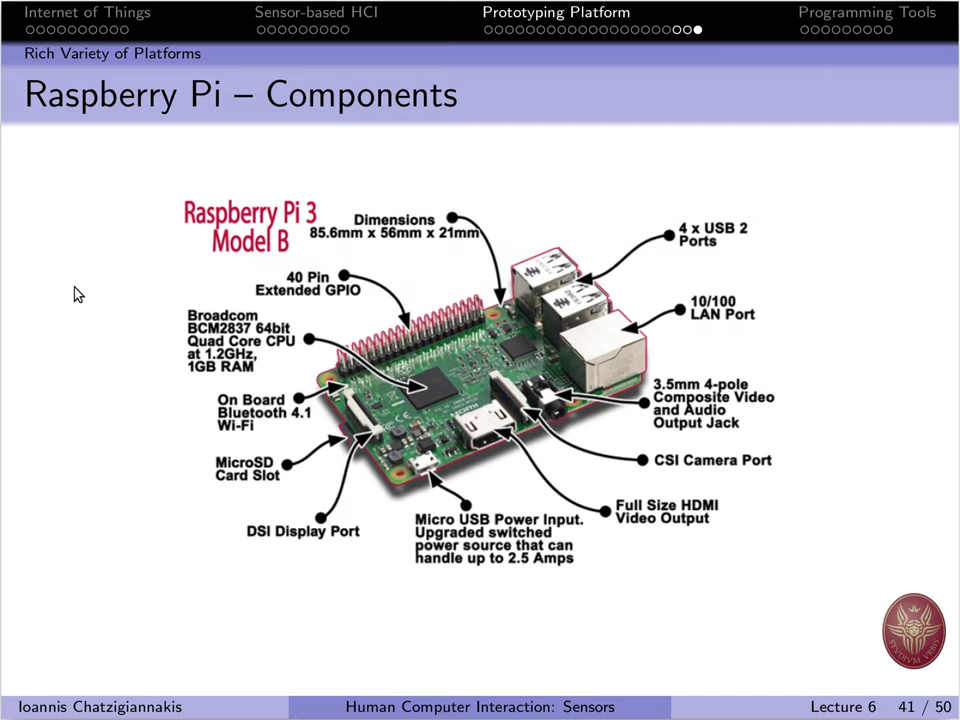 Internet of Things
Sensor-based HCI
Prototyping Platform
Programming Tools
Rich Variety of Platforms
Raspberry Pi – Components
Raspberry Pi 3
Model B
Dimensions
85.6mm x 56mm x 21mm
4 x USB 2
Ports
40 Pin
Extended GPIO
10/100
LAN Port
Broadcom
BCM2837 64bit
Quad Core CPU
at 1.2GHz,
1GB RAM
3.5mm 4-pole
Composite Video
and Audio
Output Jack
On Board
Bluetooth 4.1
Wi-Fi
MicroSD
Card Slot
CSI Camera Port
DSI Display Port
Micro USB Power Input.
Upgraded switched
power source that can
handle up to 2.5 Amps
Full Size HDMI
Video Output
HDMI
STVDIVM VRBIS
Ioannis Chatzigiannakis
Human Computer Interaction: Sensors
Lecture 6
41 / 50